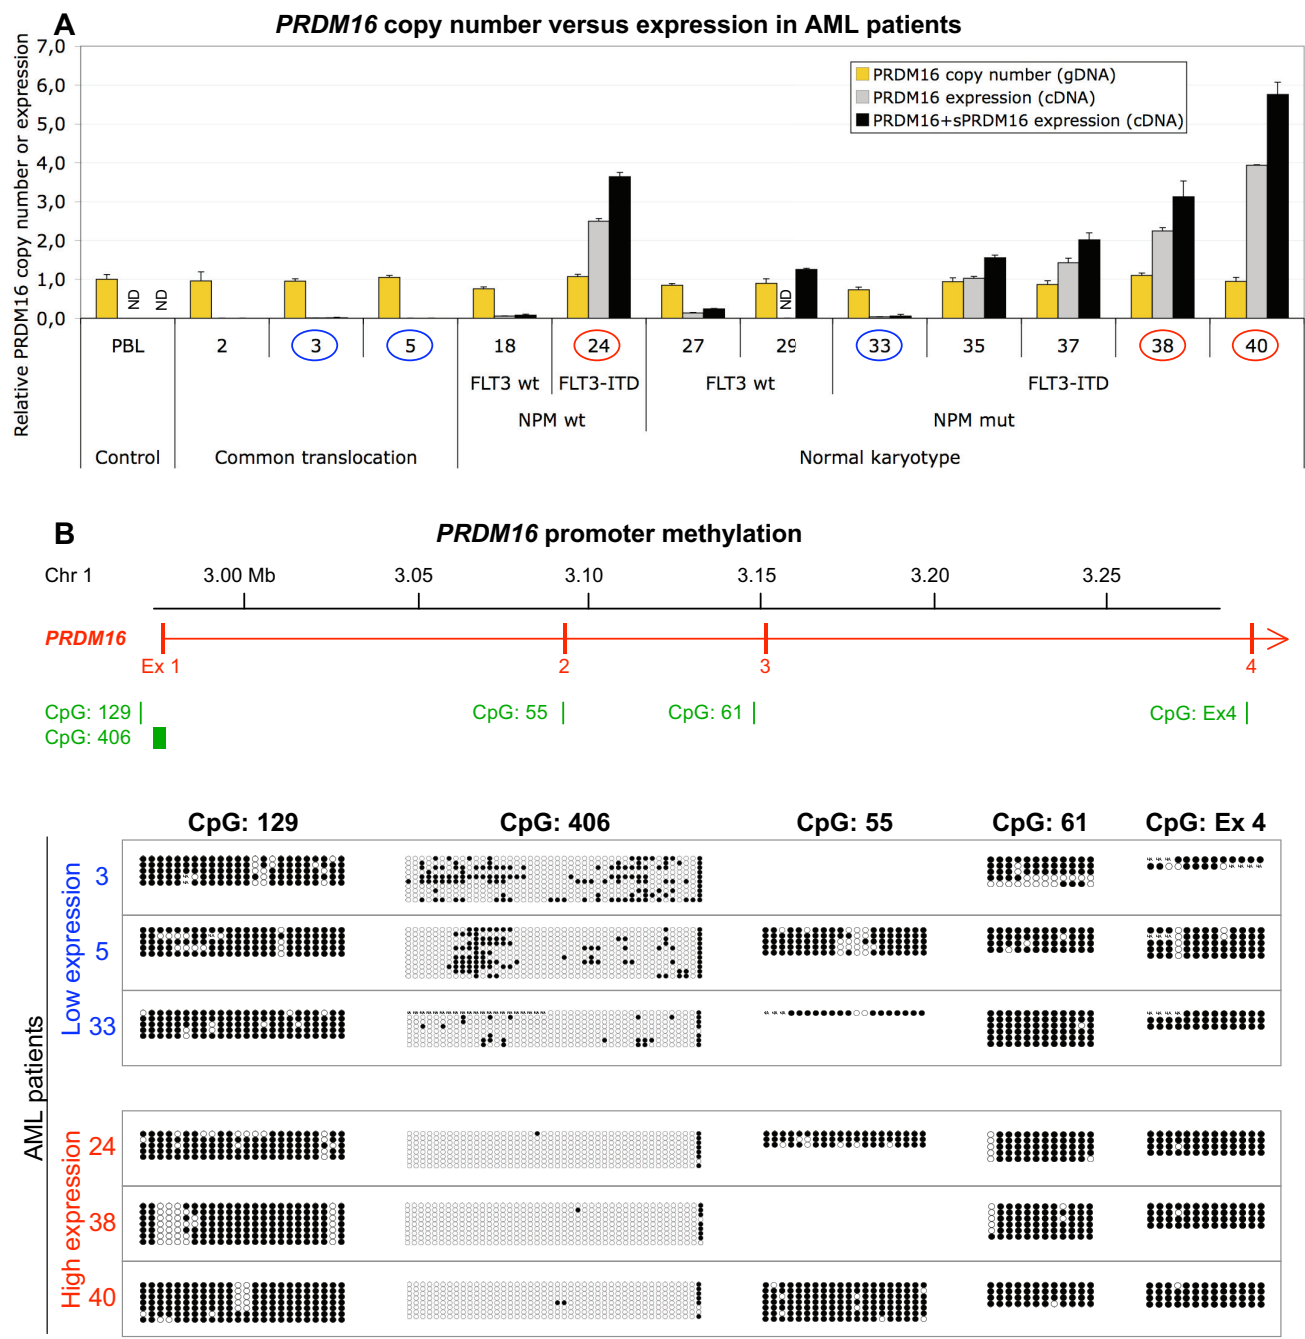 A
PRDM16 copy number versus expression in AML patients
Relative PRDM16 copy number or expression
7,0
6,0
5,0
4,0
3,0
2,0
1,0
0,0
PRDM16 copy number (gDNA)
PRDM16 expression (cDNA)
PRDM16+sPRDM16 expression (cDNA)
ND ND ND
PBL 2 3 5 18 24 27 29 33 35 37 38 40
FLT3 wt FLT3-ITD FLT3 wt FLT3-ITD
NPM wt NPM mut
Control Common translocation Normal karyotype
B
PRDM16 promoter methylation
Chr 1 3.00 Mb 3.05 3.10 3.15 3.20 3.25
PRDM16
Ex 1 2 3 4
CpG: 129 CpG: 55 CpG: 61 CpG: Ex4
CpG: 406
CpG: 129 CpG: 406 CpG: 55 CpG: 61 CpG: Ex 4
AML patients
Low expression
3
5
33
High expression
24
38
40